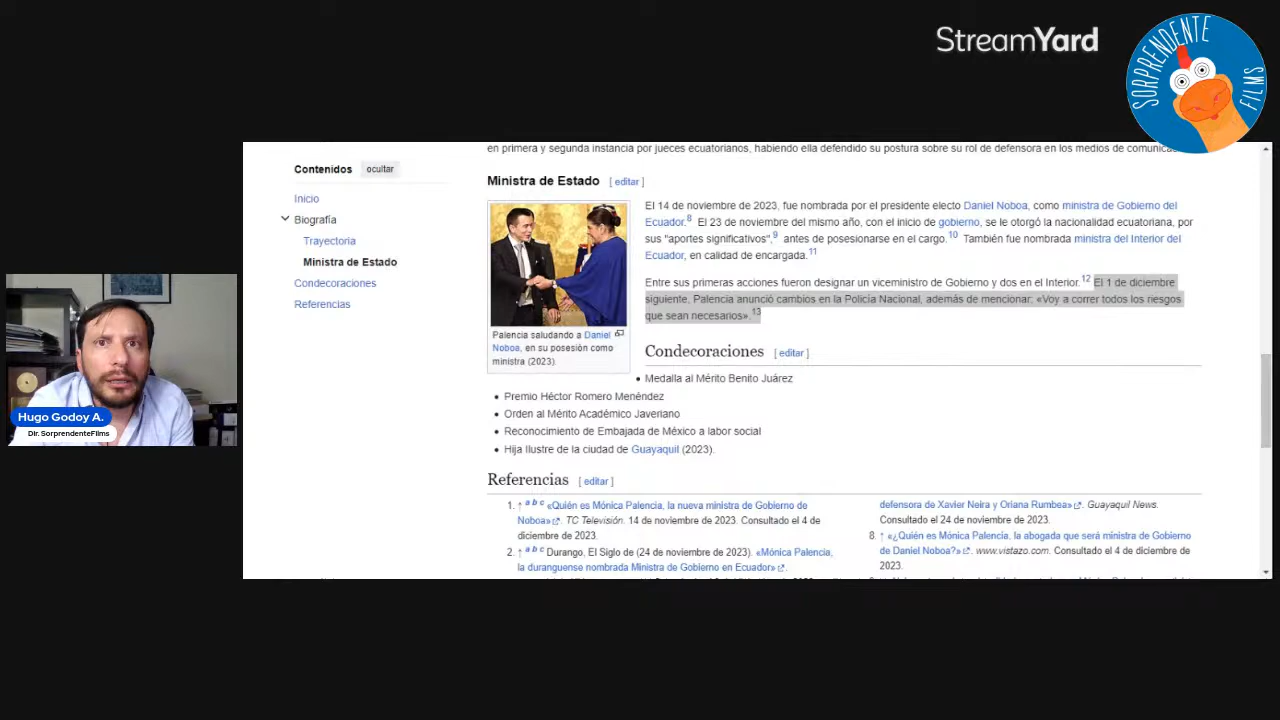 StreamYard
SORPRENDENTE
FILMS
en primera y segunda instancia por jueces ecuatorianos, habiendo ella defendido su postura sobre su rol de defensora en los medios de
Contenidos ocultar
Inicio
Biografía
Trayectoria
Ministra de Estado
Condecoraciones
Referencias
Ministra de Estado [ editar ]
Palencia saludando a Daniel
Noboa, en su posesión como
ministra (2023).
El 14 de noviembre de 2023, fue nombrada por el presidente electo Daniel Noboa, como ministra de Gobierno del
Ecuador.8 El 23 de noviembre del mismo año, con el inicio de gobierno, se le otorgó la nacionalidad ecuatoriana, por
sus "aportes significativos",9 antes de posesionarse en el cargo.10 También fue nombrada ministra del Interior del
Ecuador, en calidad de encargada.11
Entre sus primeras acciones fueron designar un viceministro de Gobierno y dos en el Interior.12 El 1 de diciembre
siguiente, Palencia anunció cambios en la Policía Nacional, además de mencionar: «Voy a correr todos los riesgos
que sean necesarios».13
Condecoraciones [ editar ]
• Medalla al Mérito Benito Juárez
• Premio Héctor Romero Menéndez
• Orden al Mérito Académico Javeriano
• Reconocimiento de Embajada de México a labor social
• Hija Ilustre de la ciudad de Guayaquil (2023).
Referencias [ editar ]
1. ↑ a b c «Quién es Mónica Palencia, la nueva ministra de Gobierno de
Noboa». TC Televisión. 14 de noviembre de 2023. Consultado el 4 de
diciembre de 2023.
2. ↑ a b c Durango, El Siglo de (24 de noviembre de 2023). «Mónica Palencia,
la duranguense nombrada Ministra de Gobierno en Ecuador».
defensora de Xavier Neira y Oriana Rumbea». Guayaquil News.
Consultado el 24 de noviembre de 2023.
8. ↑ «¿Quién es Mónica Palencia, la abogada que será ministra de Gobierno
de Daniel Noboa?». www.vistazo.com. Consultado el 4 de diciembre de
2023.
Hugo Godoy A.
Dir. SorprendenteFilms